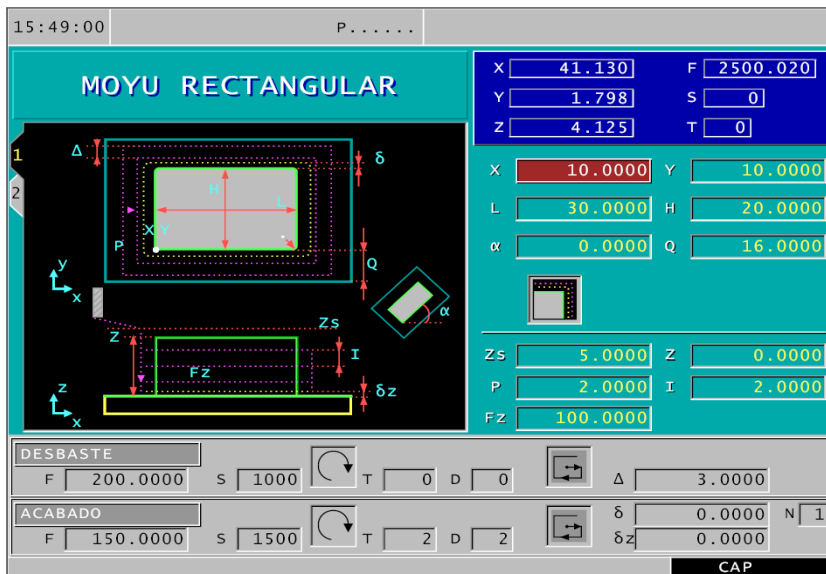 15:49:00 P......
MOYU RECTANGULAR
X 41.130 F 2500.020
Y 1.798 S 0
Z 4.125 T 0
1
2
Δ
δ
H
L
X Y
P
Q
y
x
α
Zs
Z
I
Fz
δz
z
x
X 10.0000 Y 10.0000
L 30.0000 H 20.0000
α 0.0000 Q 16.0000
Zs 5.0000 Z 0.0000
P 2.0000 I 2.0000
Fz 100.0000
DESBASTE
F 200.0000 S 1000 T 0 D 0 Δ 3.0000
ACABADO
δ 0.0000 N 1
F 150.0000 S 1500 T 2 D 2 δz 0.0000
CAP